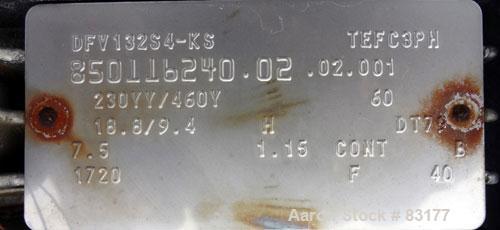 DFV132S4-KS TEFC3PH
850116240.02 .02.001
230YY/460Y 60
18.8/9.4 H
7.5 1.15 CONT B
1720 F 40
Aaron Stock # 83177